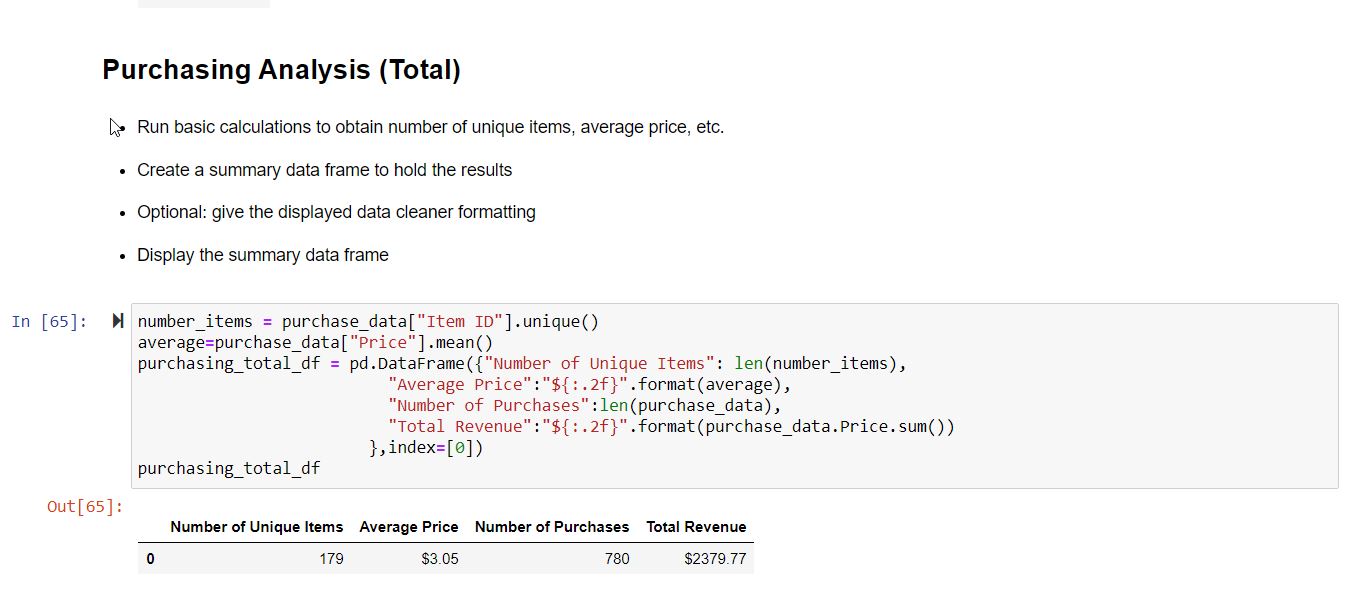 Purchasing Analysis (Total)
Run basic calculations to obtain number of unique items, average price, etc.
Create a summary data frame to hold the results
Optional: give the displayed data cleaner formatting
Display the summary data frame
In [65]:
number_items = purchase_data["Item ID"].unique()
average=purchase_data["Price"].mean()
purchasing_total_df = pd.DataFrame({"Number of Unique Items": len(number_items),
"Average Price":"${:.2f}".format(average),
"Number of Purchases":len(purchase_data),
"Total Revenue":"${:.2f}".format(purchase_data.Price.sum())
},index=[0])
purchasing_total_df
Out[65]:
Number of Unique Items Average Price Number of Purchases Total Revenue
0 179 $3.05 780 $2379.77